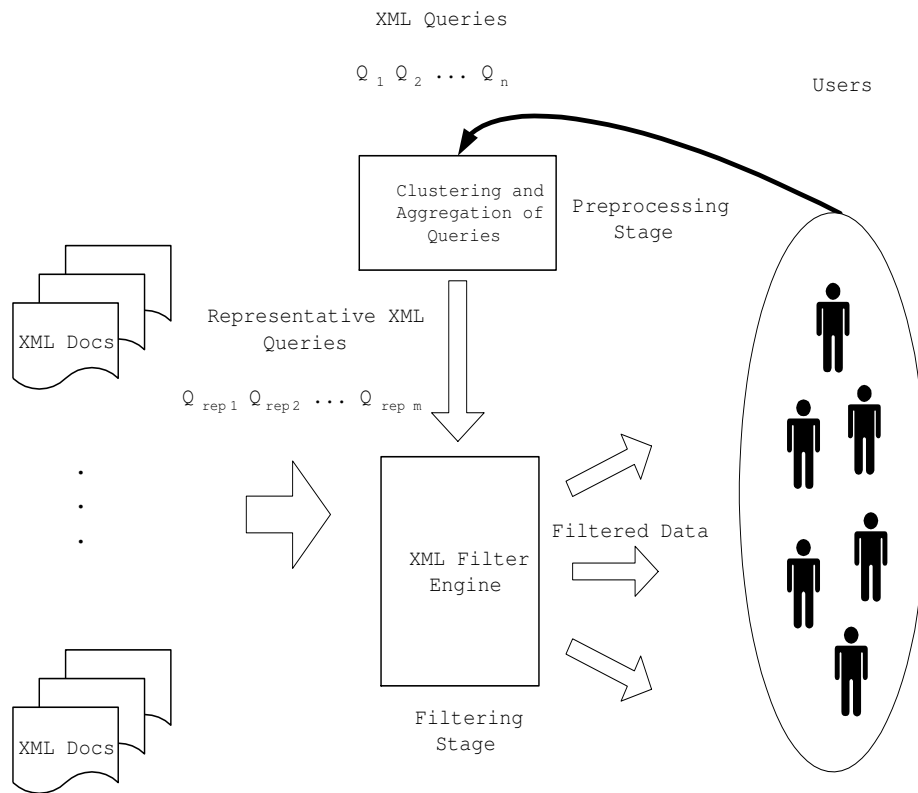 XML Queries
Q 1 Q 2 ... Q n
Users
Clustering and
Aggregation of
Queries
Preprocessing
Stage
Representative XML
Queries
XML Docs
Q rep 1 Q rep 2 ... Q rep m
.
.
.
XML Filter
Engine
Filtered Data
Filtering
Stage
XML Docs